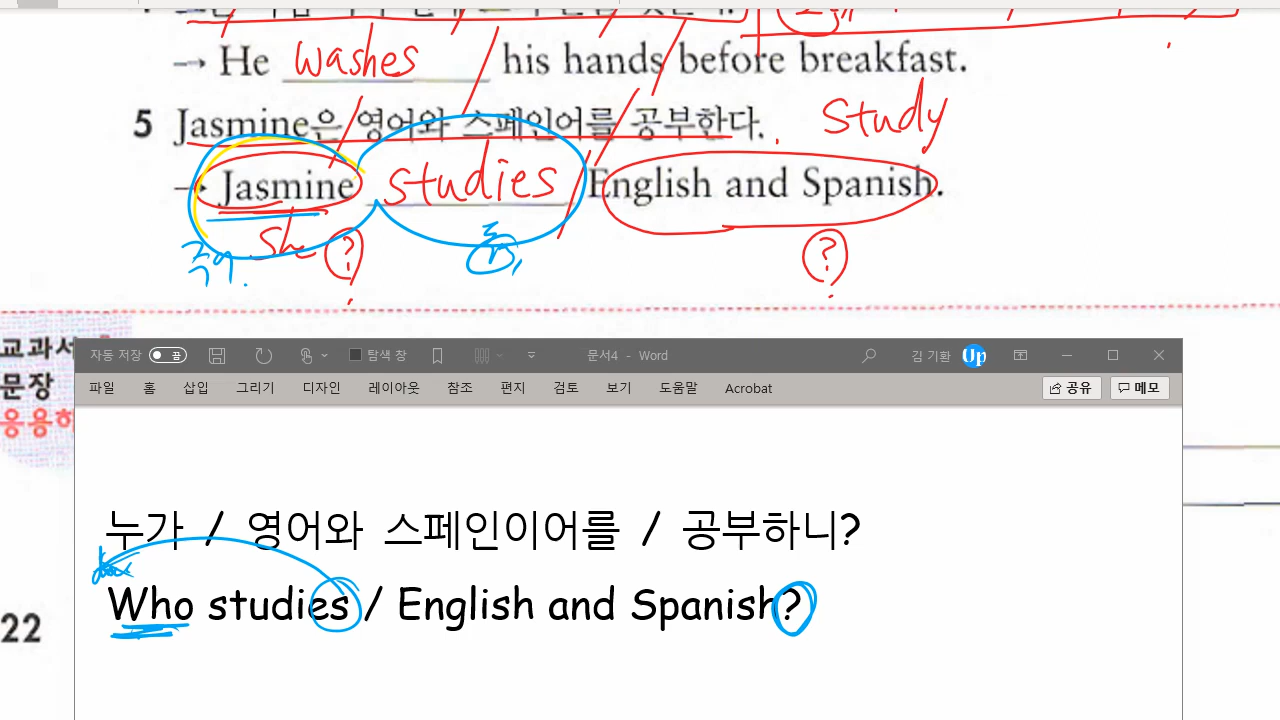 → He washes his hands before breakfast.
5 Jasmine은 영어와 스페인어를 공부한다. Study
→ Jasmine studies English and Spanish.
She ? ?
교과서
문장
응용하
자동 저장 끔 탐색 창 문서4 - Word 김 기환 Up
파일 홈 삽입 그리기 디자인 레이아웃 참조 편지 검토 보기 도움말 Acrobat 공유 메모
누가 / 영어와 스페인이어를 / 공부하니?
Who studies / English and Spanish?
22